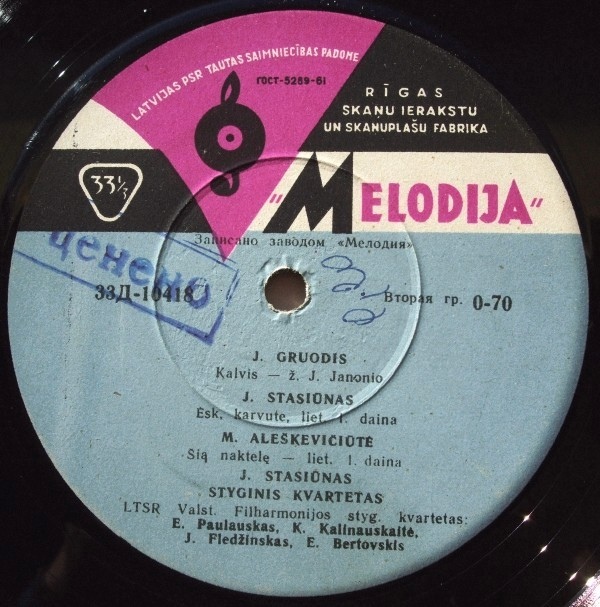 LATVIJAS PSR TAUTAS SAIMNIECĪBAS PADOME
ГОСТ-5289-61
RĪGAS
SKAŅU IERAKSTU
UN SKAŅUPLAŠU FABRIKA
33⅓
"MELODIJA"
Записано заводом «Мелодия»
ценено
33Д-10418
Вторая гр. 0-70
J. GRUODIS
Kalvis — ž. J. Janonio
J. STASIŪNAS
Ėsk, karvute, liet. l. daina
M. ALEŠKEVIČIŪTĖ
Šią naktelę — liet. l. daina
J. STASIŪNAS
STYGINIS KVARTETAS
LTSR Valst. Filharmonijos styg. kvartetas:
E. Paulauskas, K. Kalinauskaitė,
J. Fledžinskas, E. Bertovskis